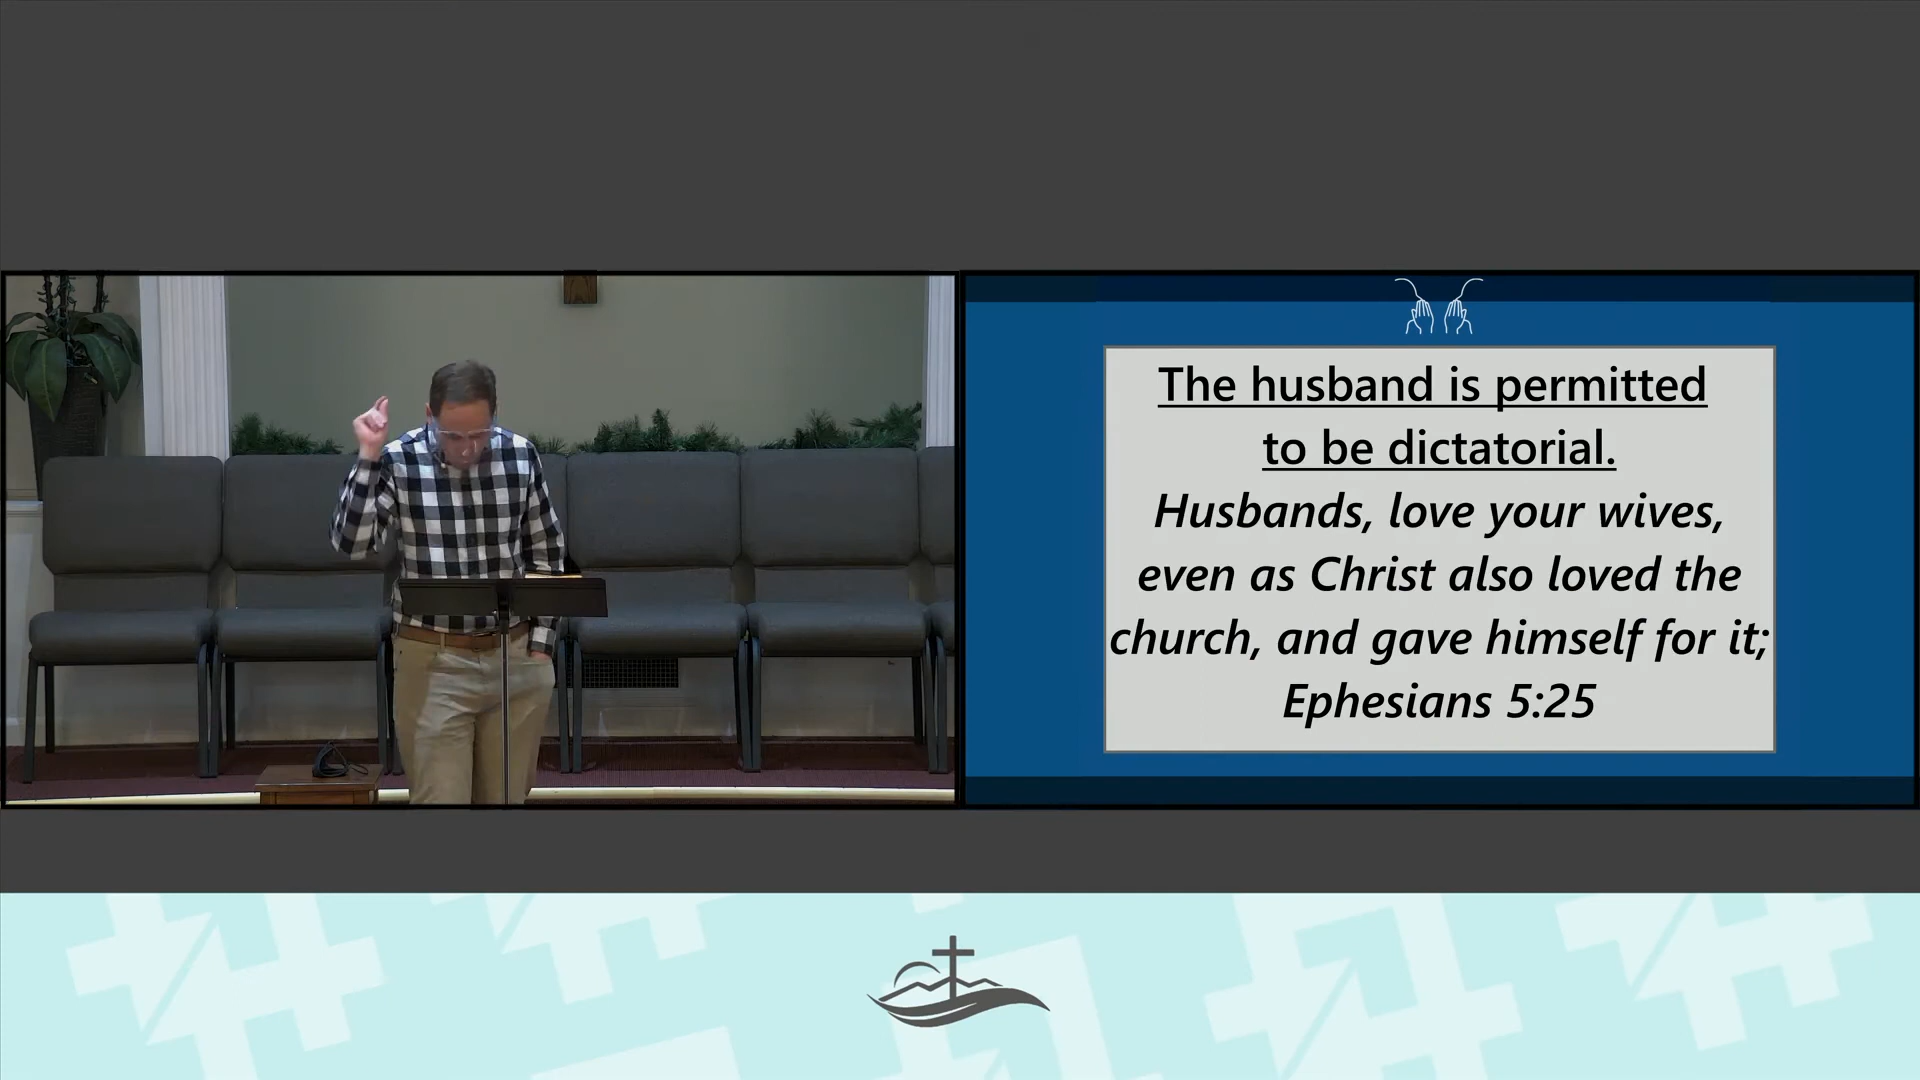 The husband is permitted
to be dictatorial.
Husbands, love your wives,
even as Christ also loved the
church, and gave himself for it;
Ephesians 5:25